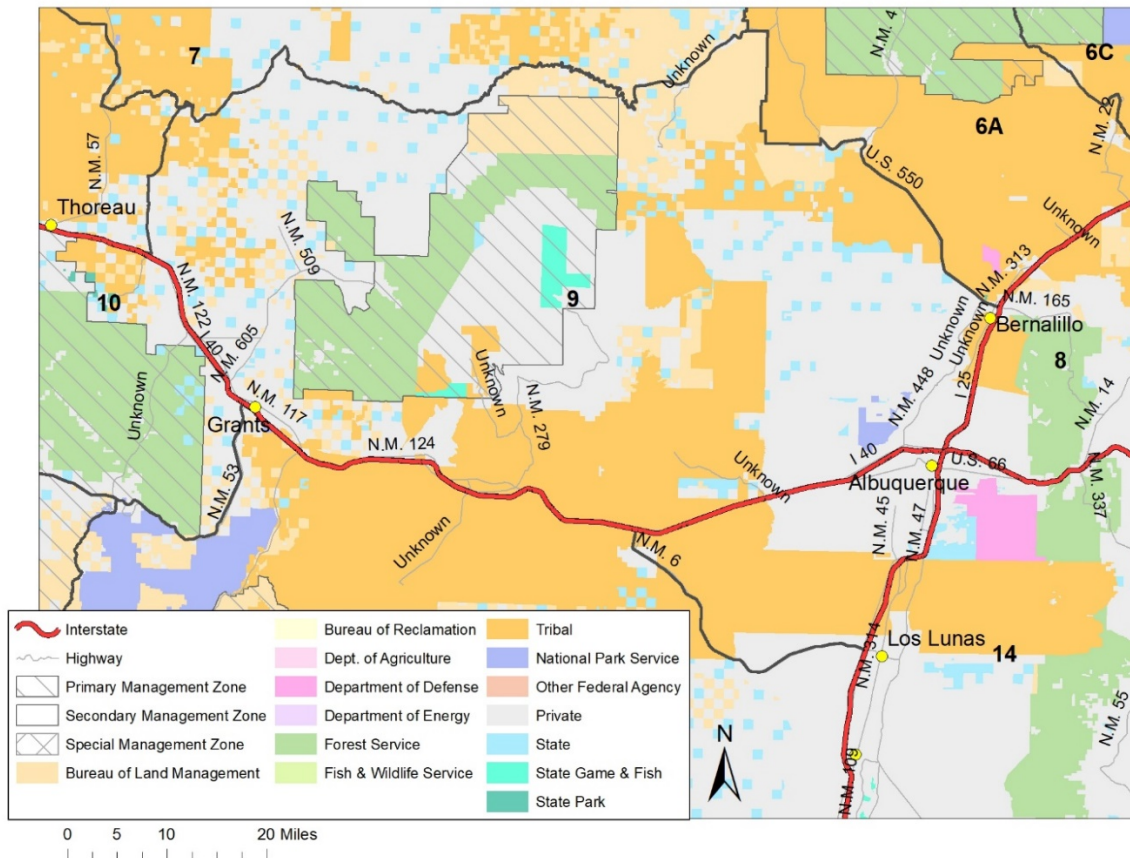 7
N.M. 4
6C
Unknown
6A
N.M. 22
N.M. 57
U.S. 550
Thoreau
Unknown
N.M. 509
N.M. 313
10
9
N.M. 165
N.M. 122
I 40
Unknown
Unknown
Bernalillo
N.M. 605
8
Unknown
Unknown
I 25
N.M. 448
N.M. 14
N.M. 117
Grants
N.M. 279
N.M. 124
I 40
U.S. 66
Unknown
Albuquerque
N.M. 53
N.M. 337
N.M. 45
N.M. 47
Unknown
N.M. 6
Los Lunas
N.M. 314
14
N.M. 55
N.M. 109
N
Interstate
Highway
Primary Management Zone
Secondary Management Zone
Special Management Zone
Bureau of Land Management
Bureau of Reclamation
Dept. of Agriculture
Department of Defense
Department of Energy
Forest Service
Fish & Wildlife Service
Tribal
National Park Service
Other Federal Agency
Private
State
State Game & Fish
State Park
0 5 10 20 Miles